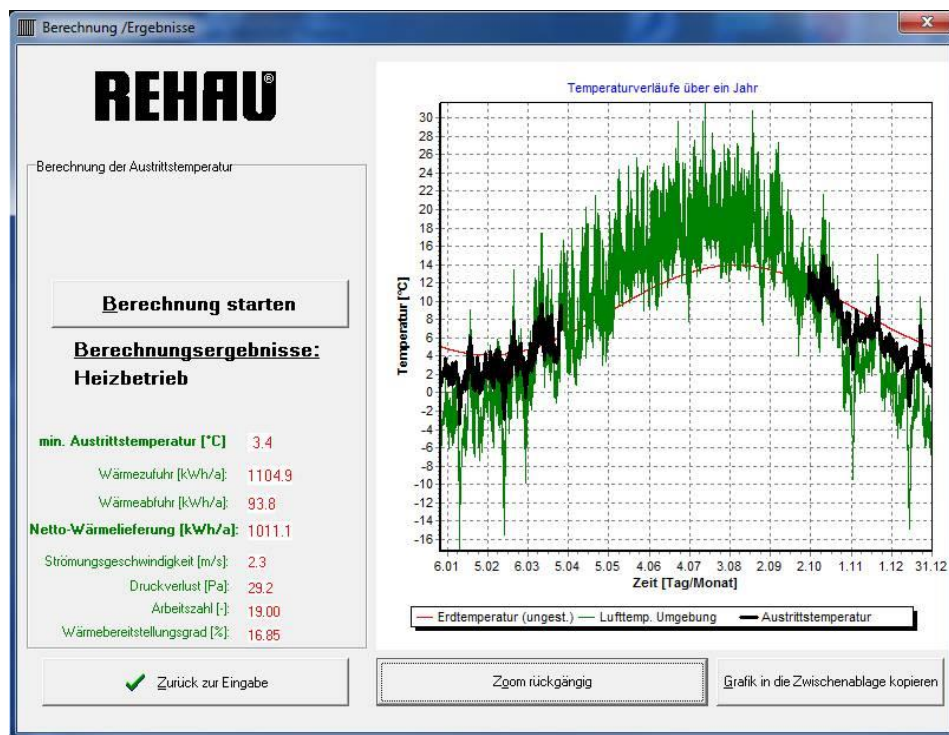 Berechnung /Ergebnisse
REHAU®
Berechnung der Austrittstemperatur
Berechnung starten
Berechnungsergebnisse:
Heizbetrieb
min. Austrittstemperatur [°C] 3.4
Wärmezufuhr [kWh/a]: 1104.9
Wärmeabfuhr [kWh/a]: 93.8
Netto-Wärmelieferung [kWh/a]: 1011.1
Strömungsgeschwindigkeit [m/s]: 2.3
Druckverlust [Pa]: 29.2
Arbeitszahl [-]: 19.00
Wärmebereitstellungsgrad [%]: 16.85
Zurück zur Eingabe
Temperaturverläufe über ein Jahr
Temperatur [°C]
30
28
26
24
22
20
18
16
14
12
10
8
6
4
2
0
-2
-4
-6
-8
-10
-12
-14
-16
6.01 5.02 6.03 5.04 5.05 4.06 4.07 3.08 2.09 2.10 1.11 1.12 31.12
Zeit [Tag/Monat]
Erdtemperatur (ungest.) Lufttemp. Umgebung Austrittstemperatur
Zoom rückgängig
Grafik in die Zwischenablage kopieren